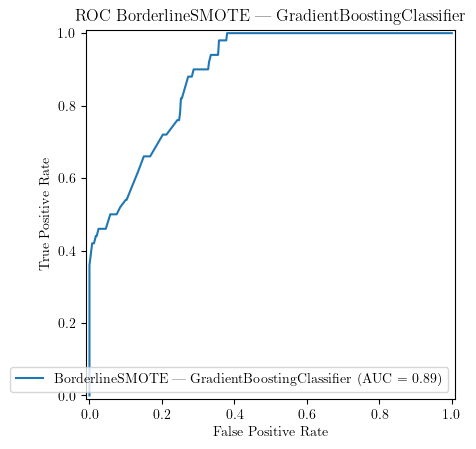 ROC BorderlineSMOTE — GradientBoostingClassifier
True Positive Rate
1.0
0.8
0.6
0.4
0.2
0.0
BorderlineSMOTE — GradientBoostingClassifier (AUC = 0.89)
0.0 0.2 0.4 0.6 0.8 1.0
False Positive Rate